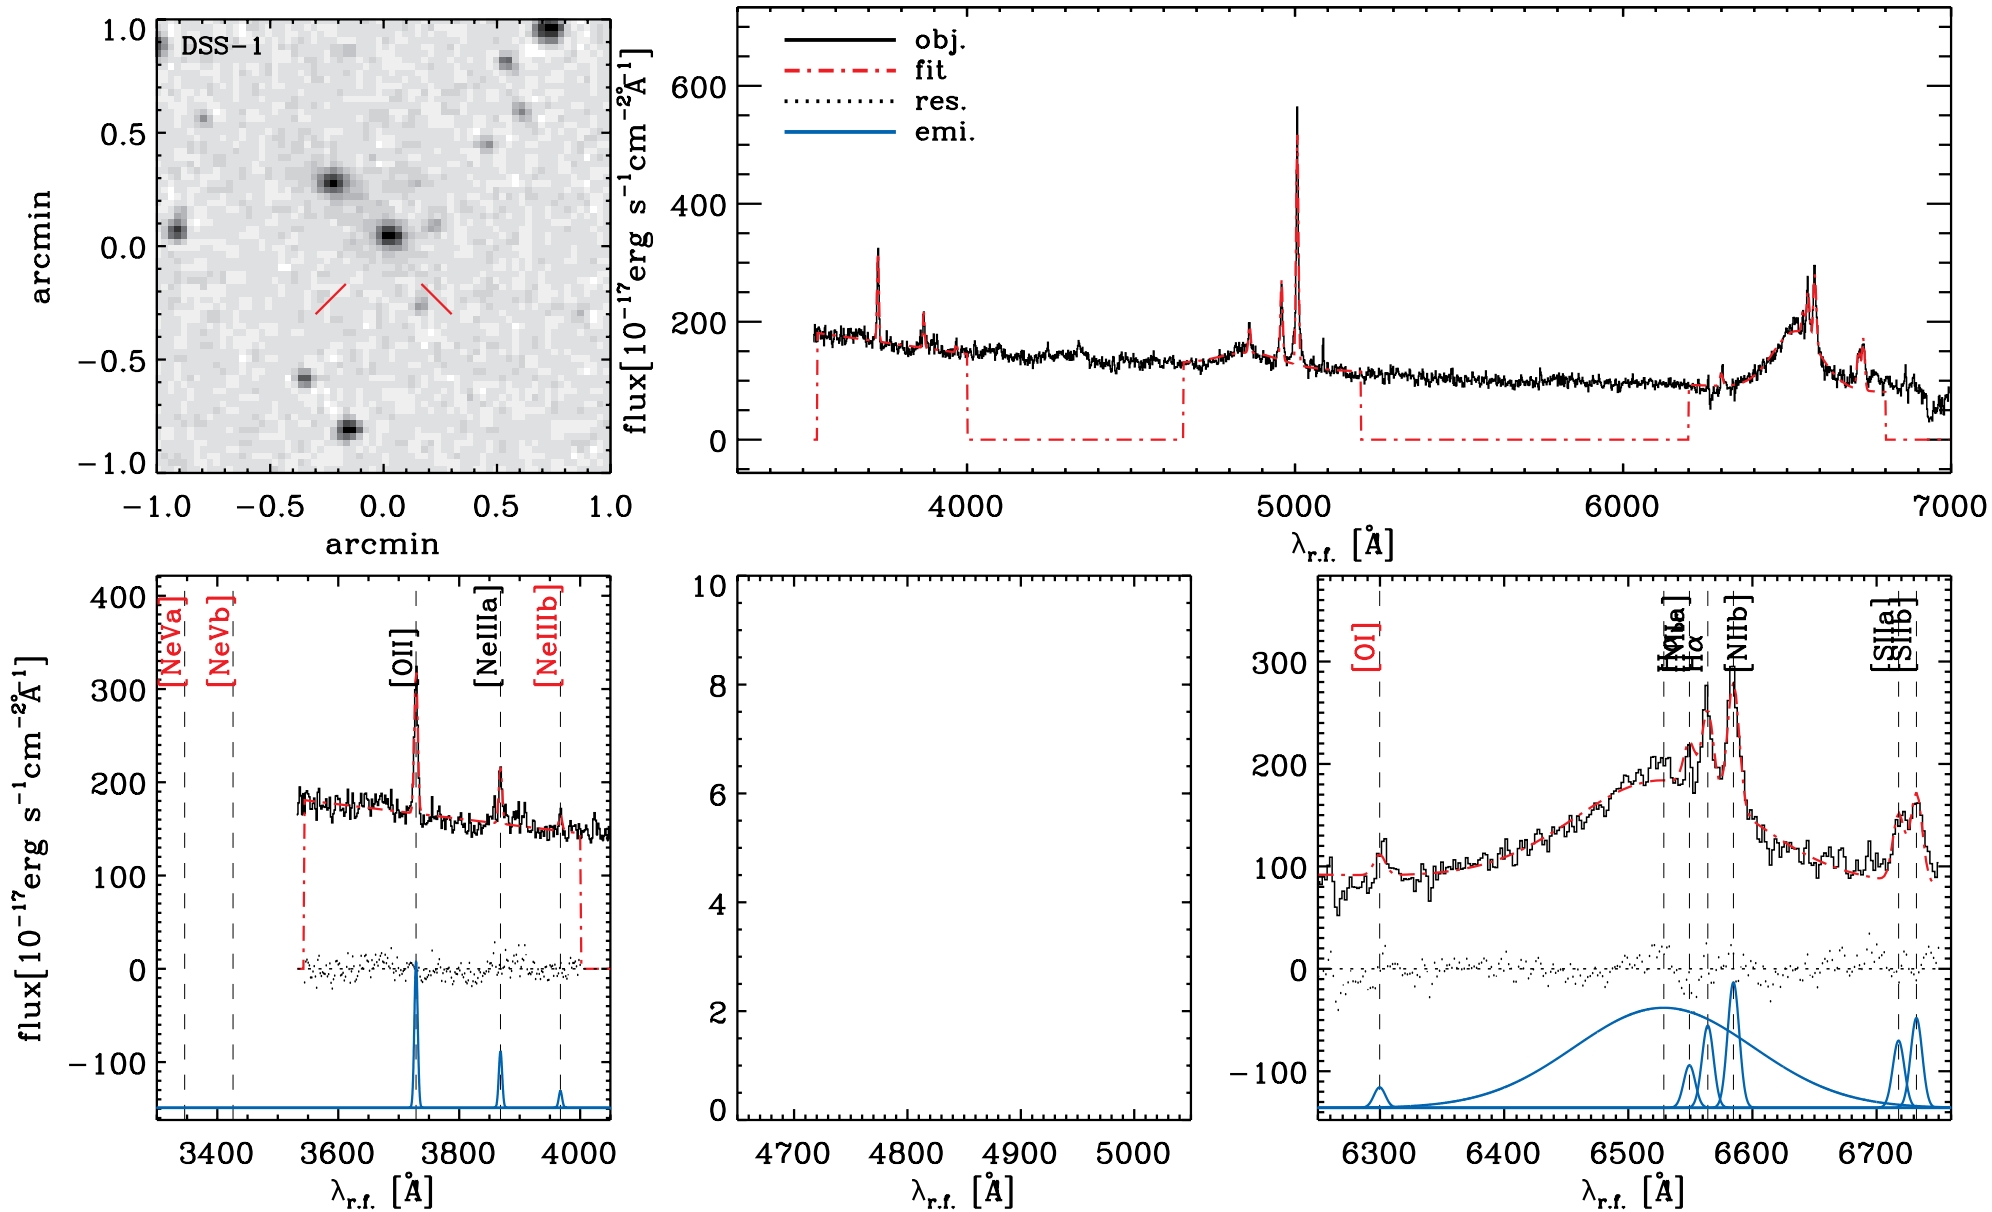 DSS-1
1.0
0.5
0.0
-0.5
-1.0
arcmin
-1.0 -0.5 0.0 0.5 1.0
arcmin
obj.
fit
res.
emi.
600
400
200
0
flux[10⁻¹⁷erg s⁻¹cm⁻²Å⁻¹]
4000 5000 6000 7000
λr.f. [Å]
[NeVa]
[NeVb]
[OII]
[NeIIIa]
[NeIIIb]
400
300
200
100
0
-100
flux[10⁻¹⁷erg s⁻¹cm⁻²Å⁻¹]
3400 3600 3800 4000
λr.f. [Å]
10
8
6
4
2
0
4700 4800 4900 5000
λr.f. [Å]
[OI]
Hα
[NIIb]
[SIIa]
[SIIb]
300
200
100
0
-100
6300 6400 6500 6600 6700
λr.f. [Å]